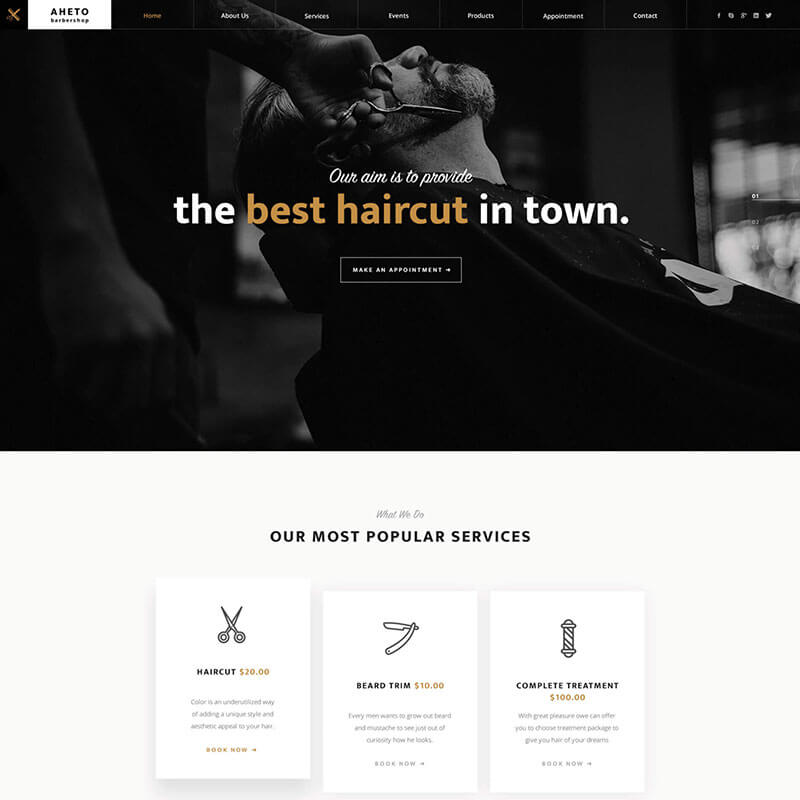 AHETO
barbershop
Home
About Us
Services
Events
Products
Appointment
Contact
Our aim is to provide
the best haircut in town.
MAKE AN APPOINTMENT ➔
01
02
What We Do
OUR MOST POPULAR SERVICES
HAIRCUT $20.00
Color is an underutilized way
of adding a unique style and
aesthetic appeal to your hair.
BOOK NOW ➔
BEARD TRIM $10.00
Every men wants to grow out beard
and mustache to see just out of
curiosity how he looks.
BOOK NOW ➔
COMPLETE TREATMENT
$100.00
With great pleasure owe can offer
you to choose treatment package to
give you hair of your dreams
BOOK NOW ➔